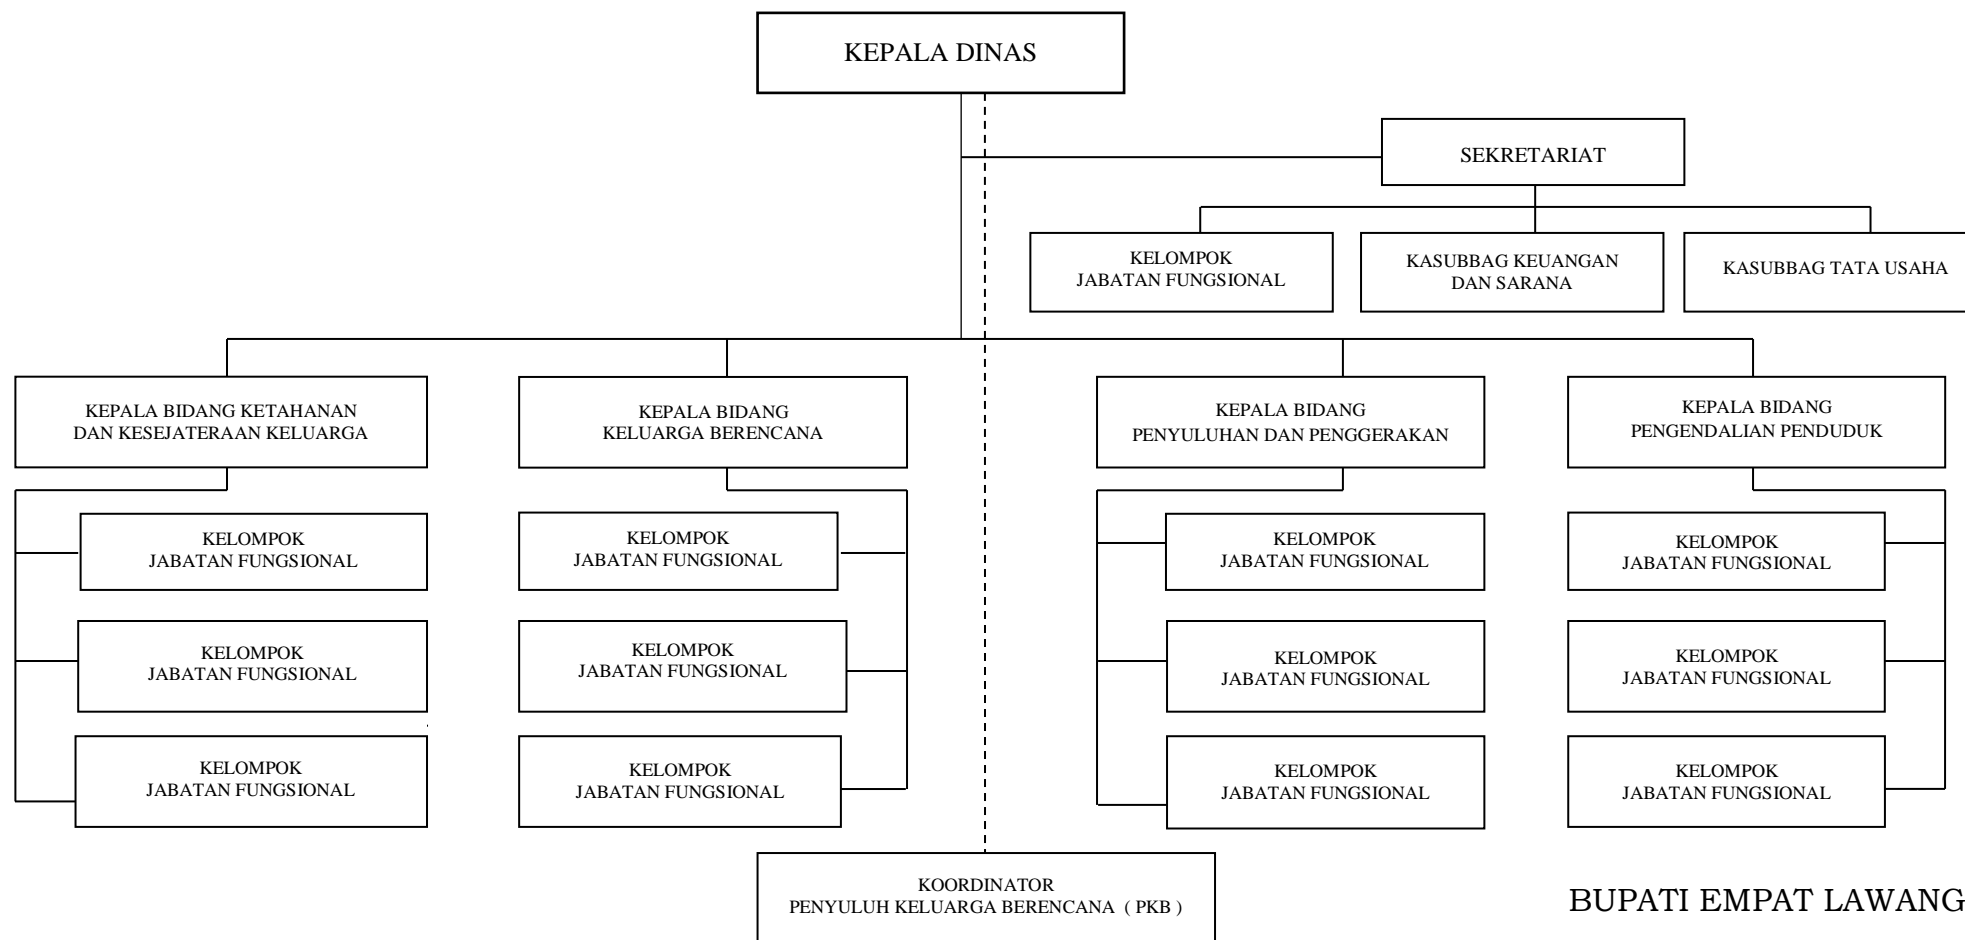 KEPALA DINAS
SEKRETARIAT
KELOMPOK
JABATAN FUNGSIONAL
KASUBBAG KEUANGAN
DAN SARANA
KASUBBAG TATA USAHA
KEPALA BIDANG KETAHANAN
DAN KESEJATERAAN KELUARGA
KEPALA BIDANG
KELUARGA BERENCANA
KEPALA BIDANG
PENYULUHAN DAN PENGGERAKAN
KEPALA BIDANG
PENGENDALIAN PENDUDUK
KELOMPOK
JABATAN FUNGSIONAL
KELOMPOK
JABATAN FUNGSIONAL
KELOMPOK
JABATAN FUNGSIONAL
KELOMPOK
JABATAN FUNGSIONAL
KELOMPOK
JABATAN FUNGSIONAL
KELOMPOK
JABATAN FUNGSIONAL
KELOMPOK
JABATAN FUNGSIONAL
KELOMPOK
JABATAN FUNGSIONAL
KELOMPOK
JABATAN FUNGSIONAL
KELOMPOK
JABATAN FUNGSIONAL
KELOMPOK
JABATAN FUNGSIONAL
KELOMPOK
JABATAN FUNGSIONAL
KOORDINATOR
PENYULUH KELUARGA BERENCANA ( PKB )
BUPATI EMPAT LAWANG